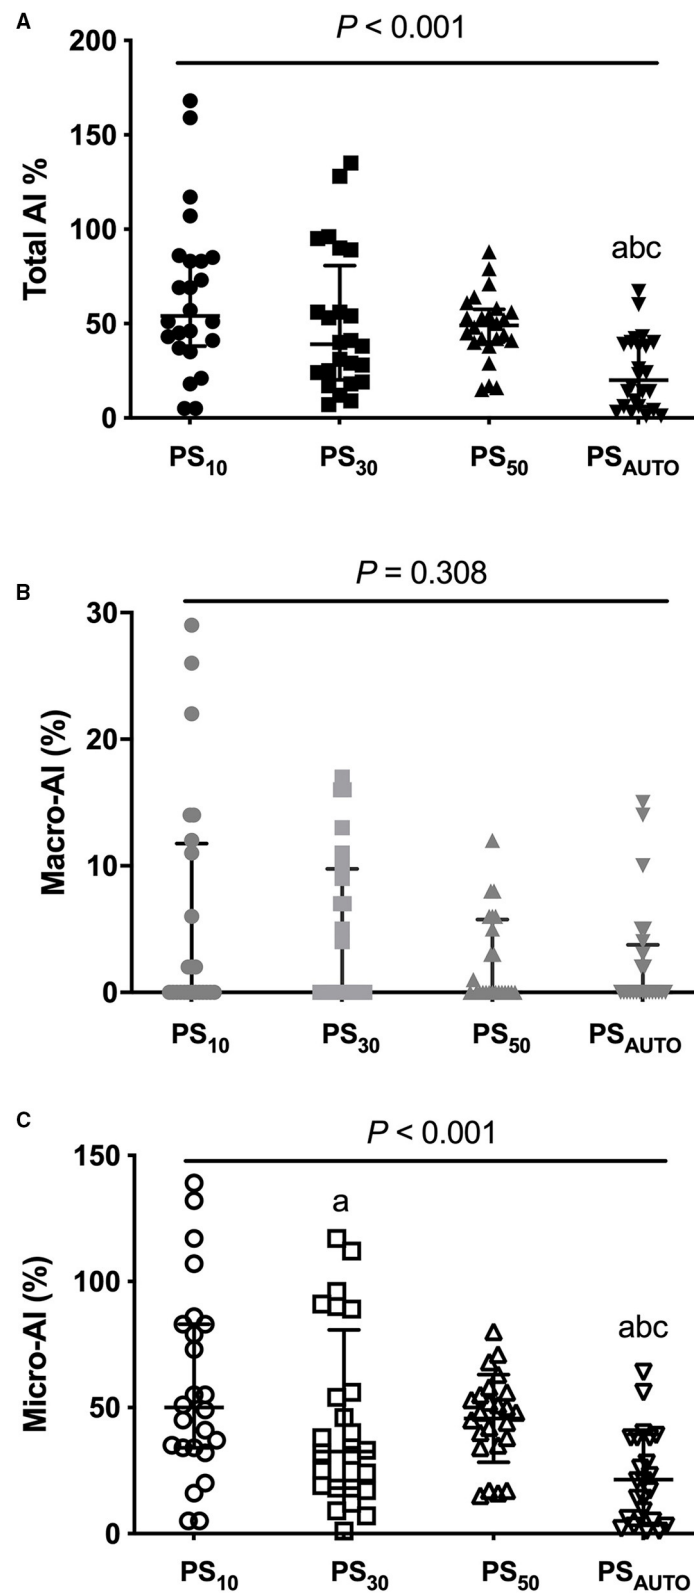 A
P < 0.001
200
150
100
50
0
Total AI %
abc
PS10 PS30 PS50 PSAUTO
B
P = 0.308
30
20
10
0
Macro-AI (%)
PS10 PS30 PS50 PSAUTO
C
P < 0.001
150
100
50
0
Micro-AI (%)
a
abc
PS10 PS30 PS50 PSAUTO